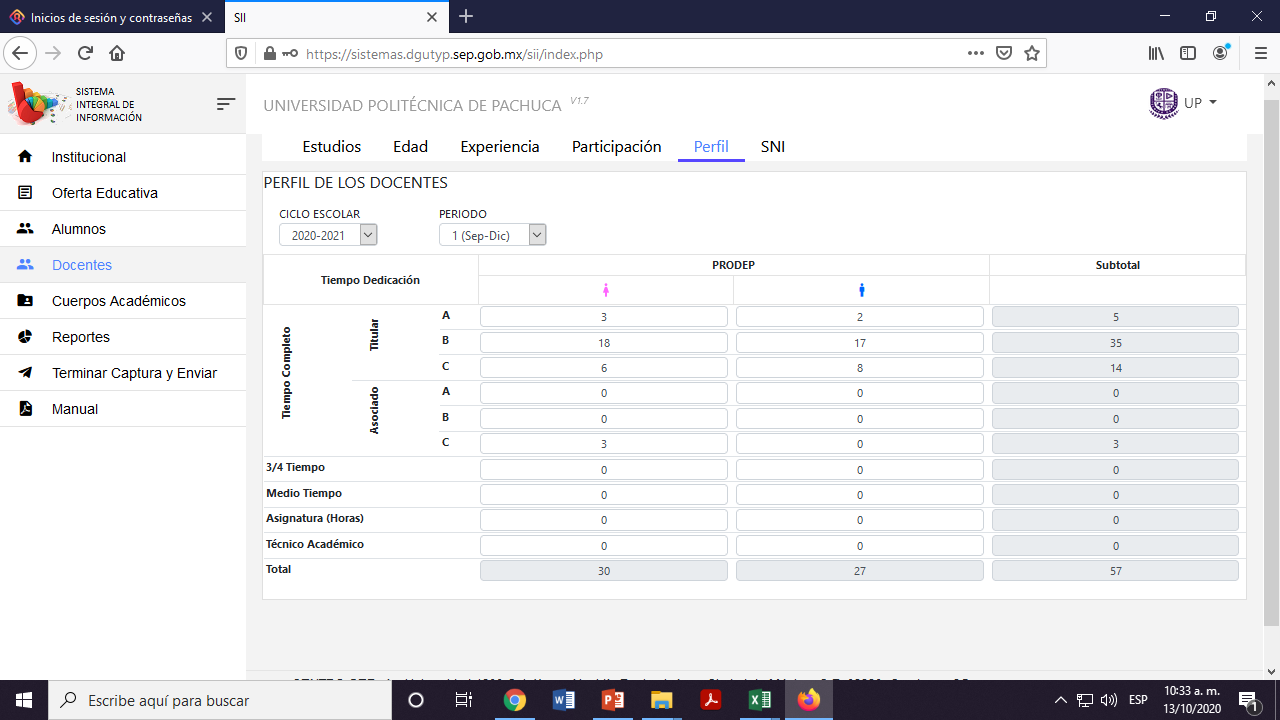 Inicios de sesión y contraseñas
SII
https://sistemas.dgutyp.sep.gob.mx/sii/index.php
SISTEMA
INTEGRAL DE
INFORMACIÓN
UNIVERSIDAD POLITÉCNICA DE PACHUCA V1.7
UP
Institucional
Oferta Educativa
Alumnos
Docentes
Cuerpos Académicos
Reportes
Terminar Captura y Enviar
Manual
Estudios Edad Experiencia Participación Perfil SNI
PERFIL DE LOS DOCENTES
CICLO ESCOLAR PERIODO
2020-2021 1 (Sep-Dic)
Tiempo Dedicación PRODEP Subtotal
Tiempo Completo
Titular
A 3 2 5
B 18 17 35
C 6 8 14
Asociado
A 0 0 0
B 0 0 0
C 3 0 3
3/4 Tiempo 0 0 0
Medio Tiempo 0 0 0
Asignatura (Horas) 0 0 0
Técnico Académico 0 0 0
Total 30 27 57
Escribe aquí para buscar
ESP
10:33 a. m.
13/10/2020
1